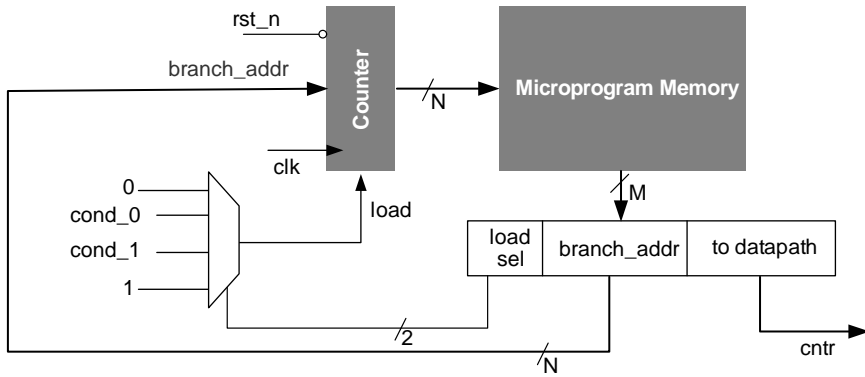 rst_n
branch_addr
Counter
N
Microprogram Memory
clk
0
cond_0
cond_1
1
load
M
load
sel
branch_addr
to datapath
2
N
cntr